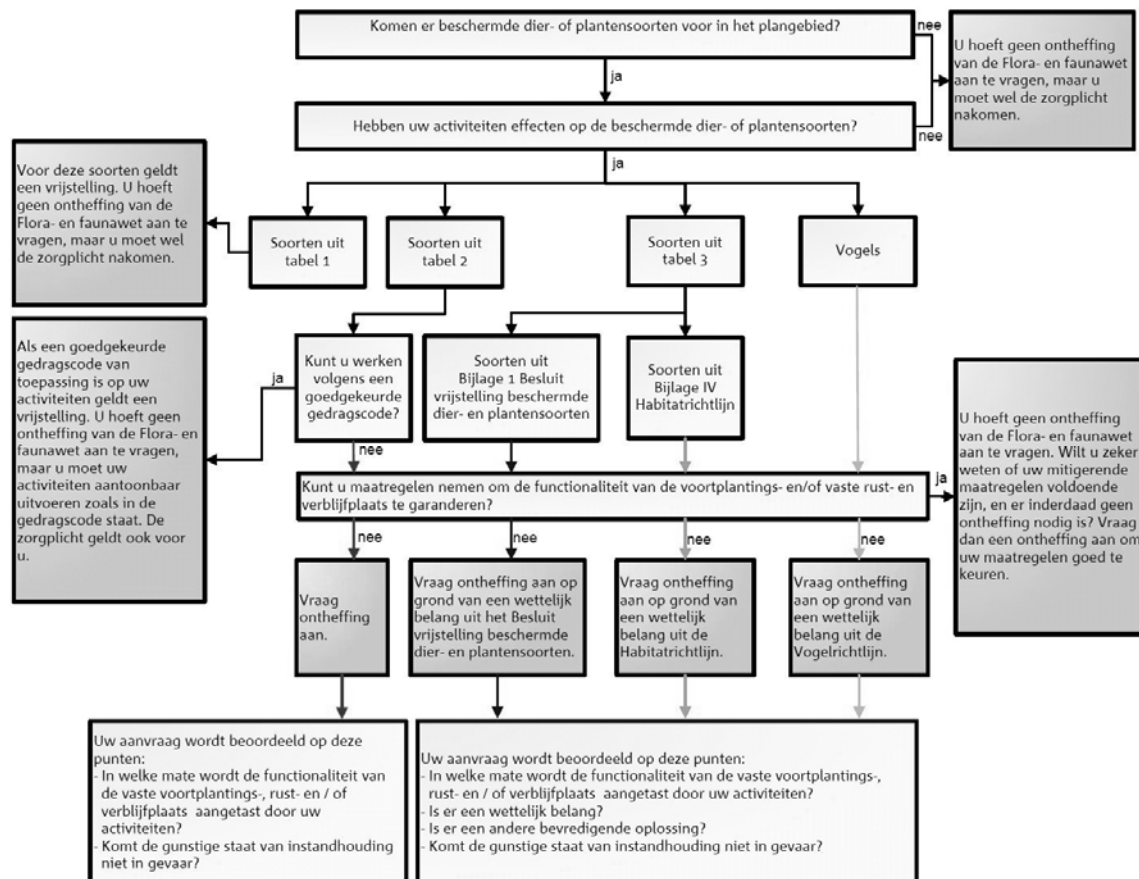 Komen er beschermde dier- of plantensoorten voor in het plangebied?
nee
U hoeft geen ontheffing
van de Flora- en faunawet
aan te vragen, maar u
moet wel de zorgplicht
nakomen.
ja
Hebben uw activiteiten effecten op de beschermde dier- of plantensoorten?
nee
ja
Voor deze soorten geldt
een vrijstelling. U hoeft
geen ontheffing van de
Flora- en faunawet aan te
vragen, maar u moet wel
de zorgplicht nakomen.
Soorten uit
tabel 1
Soorten uit
tabel 2
Soorten uit
tabel 3
Vogels
Als een goedgekeurde
gedragscode van
toepassing is op uw
activiteiten geldt een
vrijstelling. U hoeft geen
ontheffing van de Flora- en
faunawet aan te vragen,
maar u moet uw
activiteiten aantoonbaar
uitvoeren zoals in de
gedragscode staat. De
zorgplicht geldt ook voor
u.
ja
Kunt u werken
volgens een
goedgekeurde
gedragscode?
Soorten uit
Bijlage 1 Besluit
vrijstelling beschermde
dier- en plantensoorten
Soorten uit
Bijlage IV
Habitatrichtlijn
nee
Kunt u maatregelen nemen om de functionaliteit van de voortplantings- en/of vaste rust- en
verblijfplaats te garanderen?
ja
U hoeft geen ontheffing
van de Flora- en faunawet
aan te vragen. Wilt u zeker
weten of uw mitigerende
maatregelen voldoende
zijn, en er inderdaad geen
ontheffing nodig is? Vraag
dan een ontheffing aan om
uw maatregelen goed te
keuren.
nee
nee
nee
nee
Vraag
ontheffing
aan.
Vraag ontheffing aan op
grond van een wettelijk
belang uit het Besluit
vrijstelling beschermde
dier- en plantensoorten.
Vraag ontheffing
aan op grond van
een wettelijk
belang uit de
Habitatrichtlijn.
Vraag ontheffing
aan op grond van
een wettelijk
belang uit de
Vogelrichtlijn.
Uw aanvraag wordt beoordeeld op deze
punten:
- In welke mate wordt de functionaliteit van
de vaste voortplantings-, rust- en / of
verblijfplaats aangetast door uw
activiteiten?
- Komt de gunstige staat van instandhouding
niet in gevaar?
Uw aanvraag wordt beoordeeld op deze punten:
- In welke mate wordt de functionaliteit van de vaste voortplantings-,
rust- en / of verblijfplaats aangetast door uw activiteiten?
- Is er een wettelijk belang?
- Is er een andere bevredigende oplossing?
- Komt de gunstige staat van instandhouding niet in gevaar?